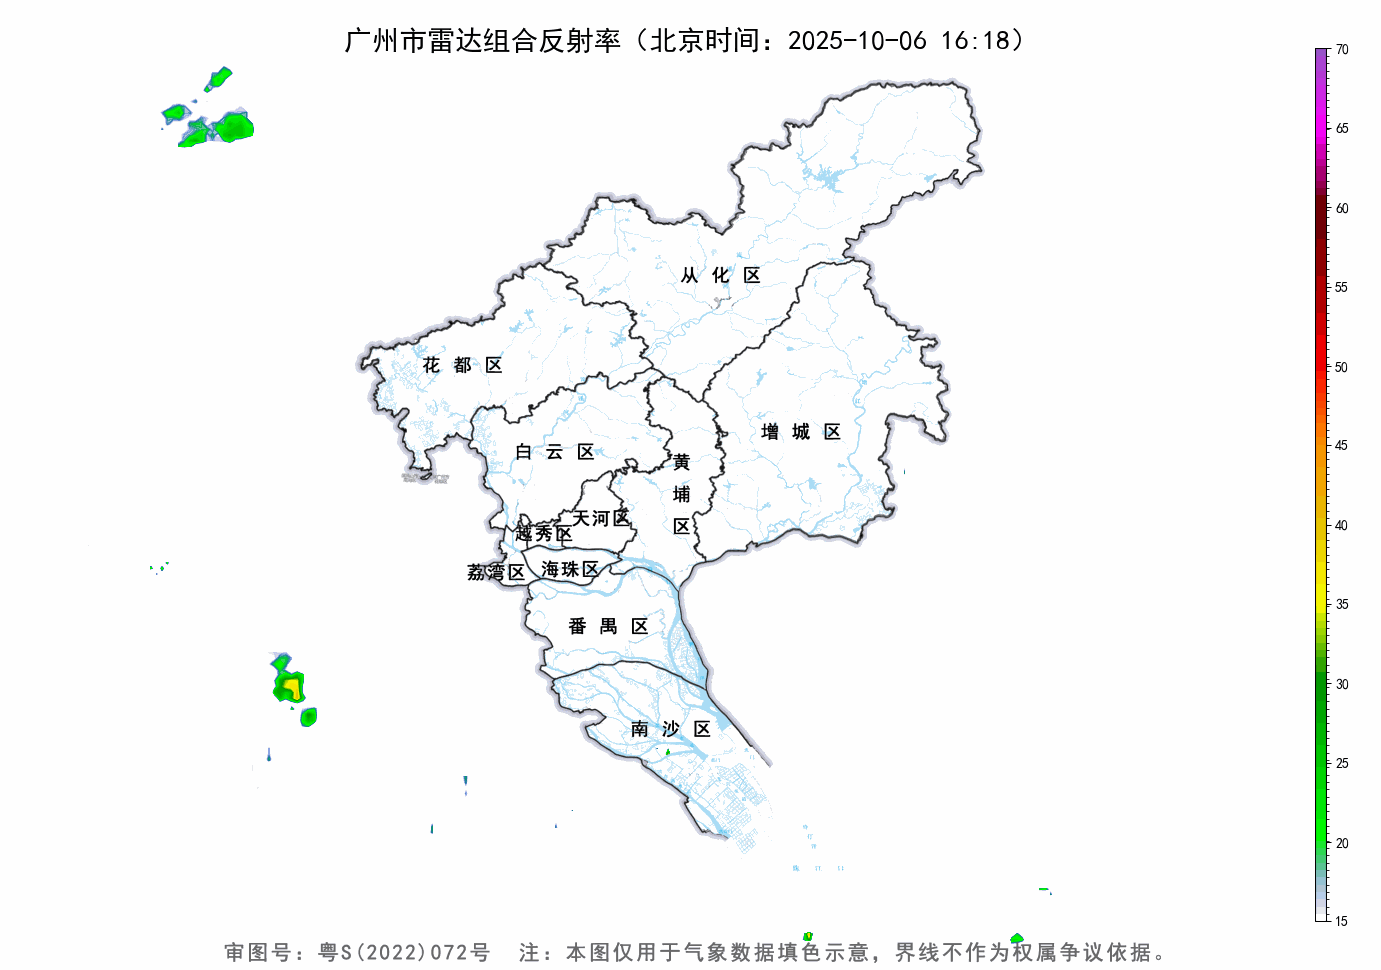 广州市雷达组合反射率（北京时间：2025-10-06 16:18）
70
65
60
55
50
45
40
35
30
25
20
15
从化区
花都区
增城区
白云区
黄埔区
天河区
越秀区
海珠区
荔湾区
番禺区
南沙区
审图号：粤S(2022)072号 注：本图仅用于气象数据填色示意，界线不作为权属争议依据。